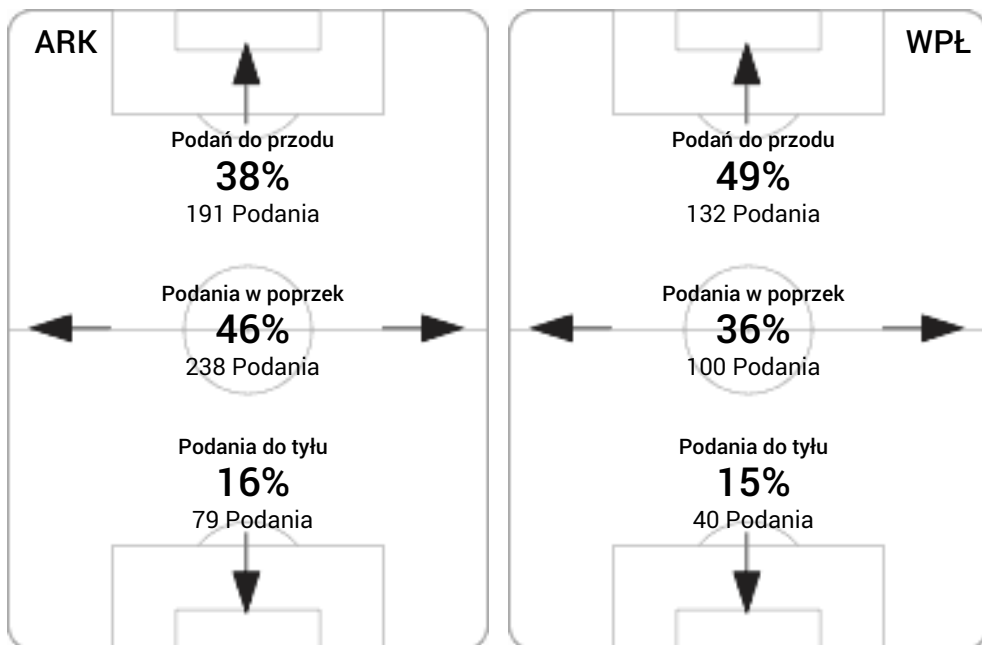 ARK
Podań do przodu
38%
191 Podania
Podania w poprzek
46%
238 Podania
Podania do tyłu
16%
79 Podania
WPŁ
Podań do przodu
49%
132 Podania
Podania w poprzek
36%
100 Podania
Podania do tyłu
15%
40 Podania